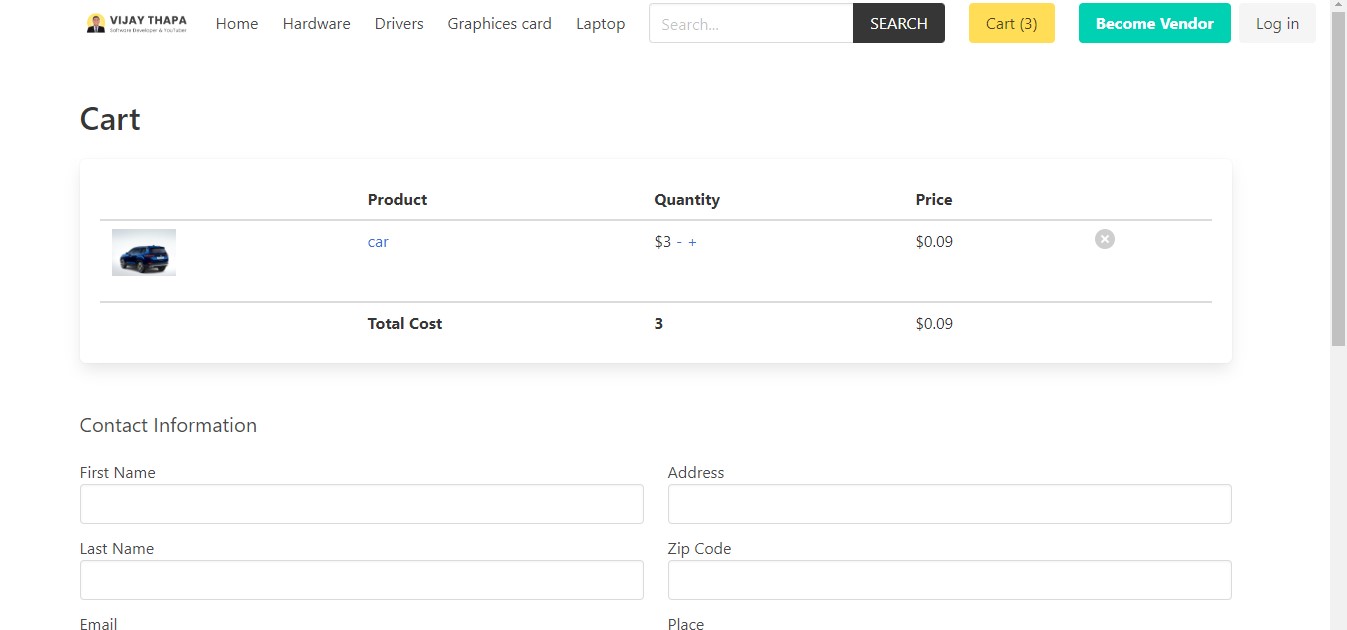 VIJAY THAPA
Software Developer & YouTuber
Home Hardware Drivers Graphices card Laptop Search... SEARCH Cart (3) Become Vendor Log in
Cart
Product Quantity Price
car $3 - + $0.09
Total Cost 3 $0.09
Contact Information
First Name Address
Last Name Zip Code
Email Place